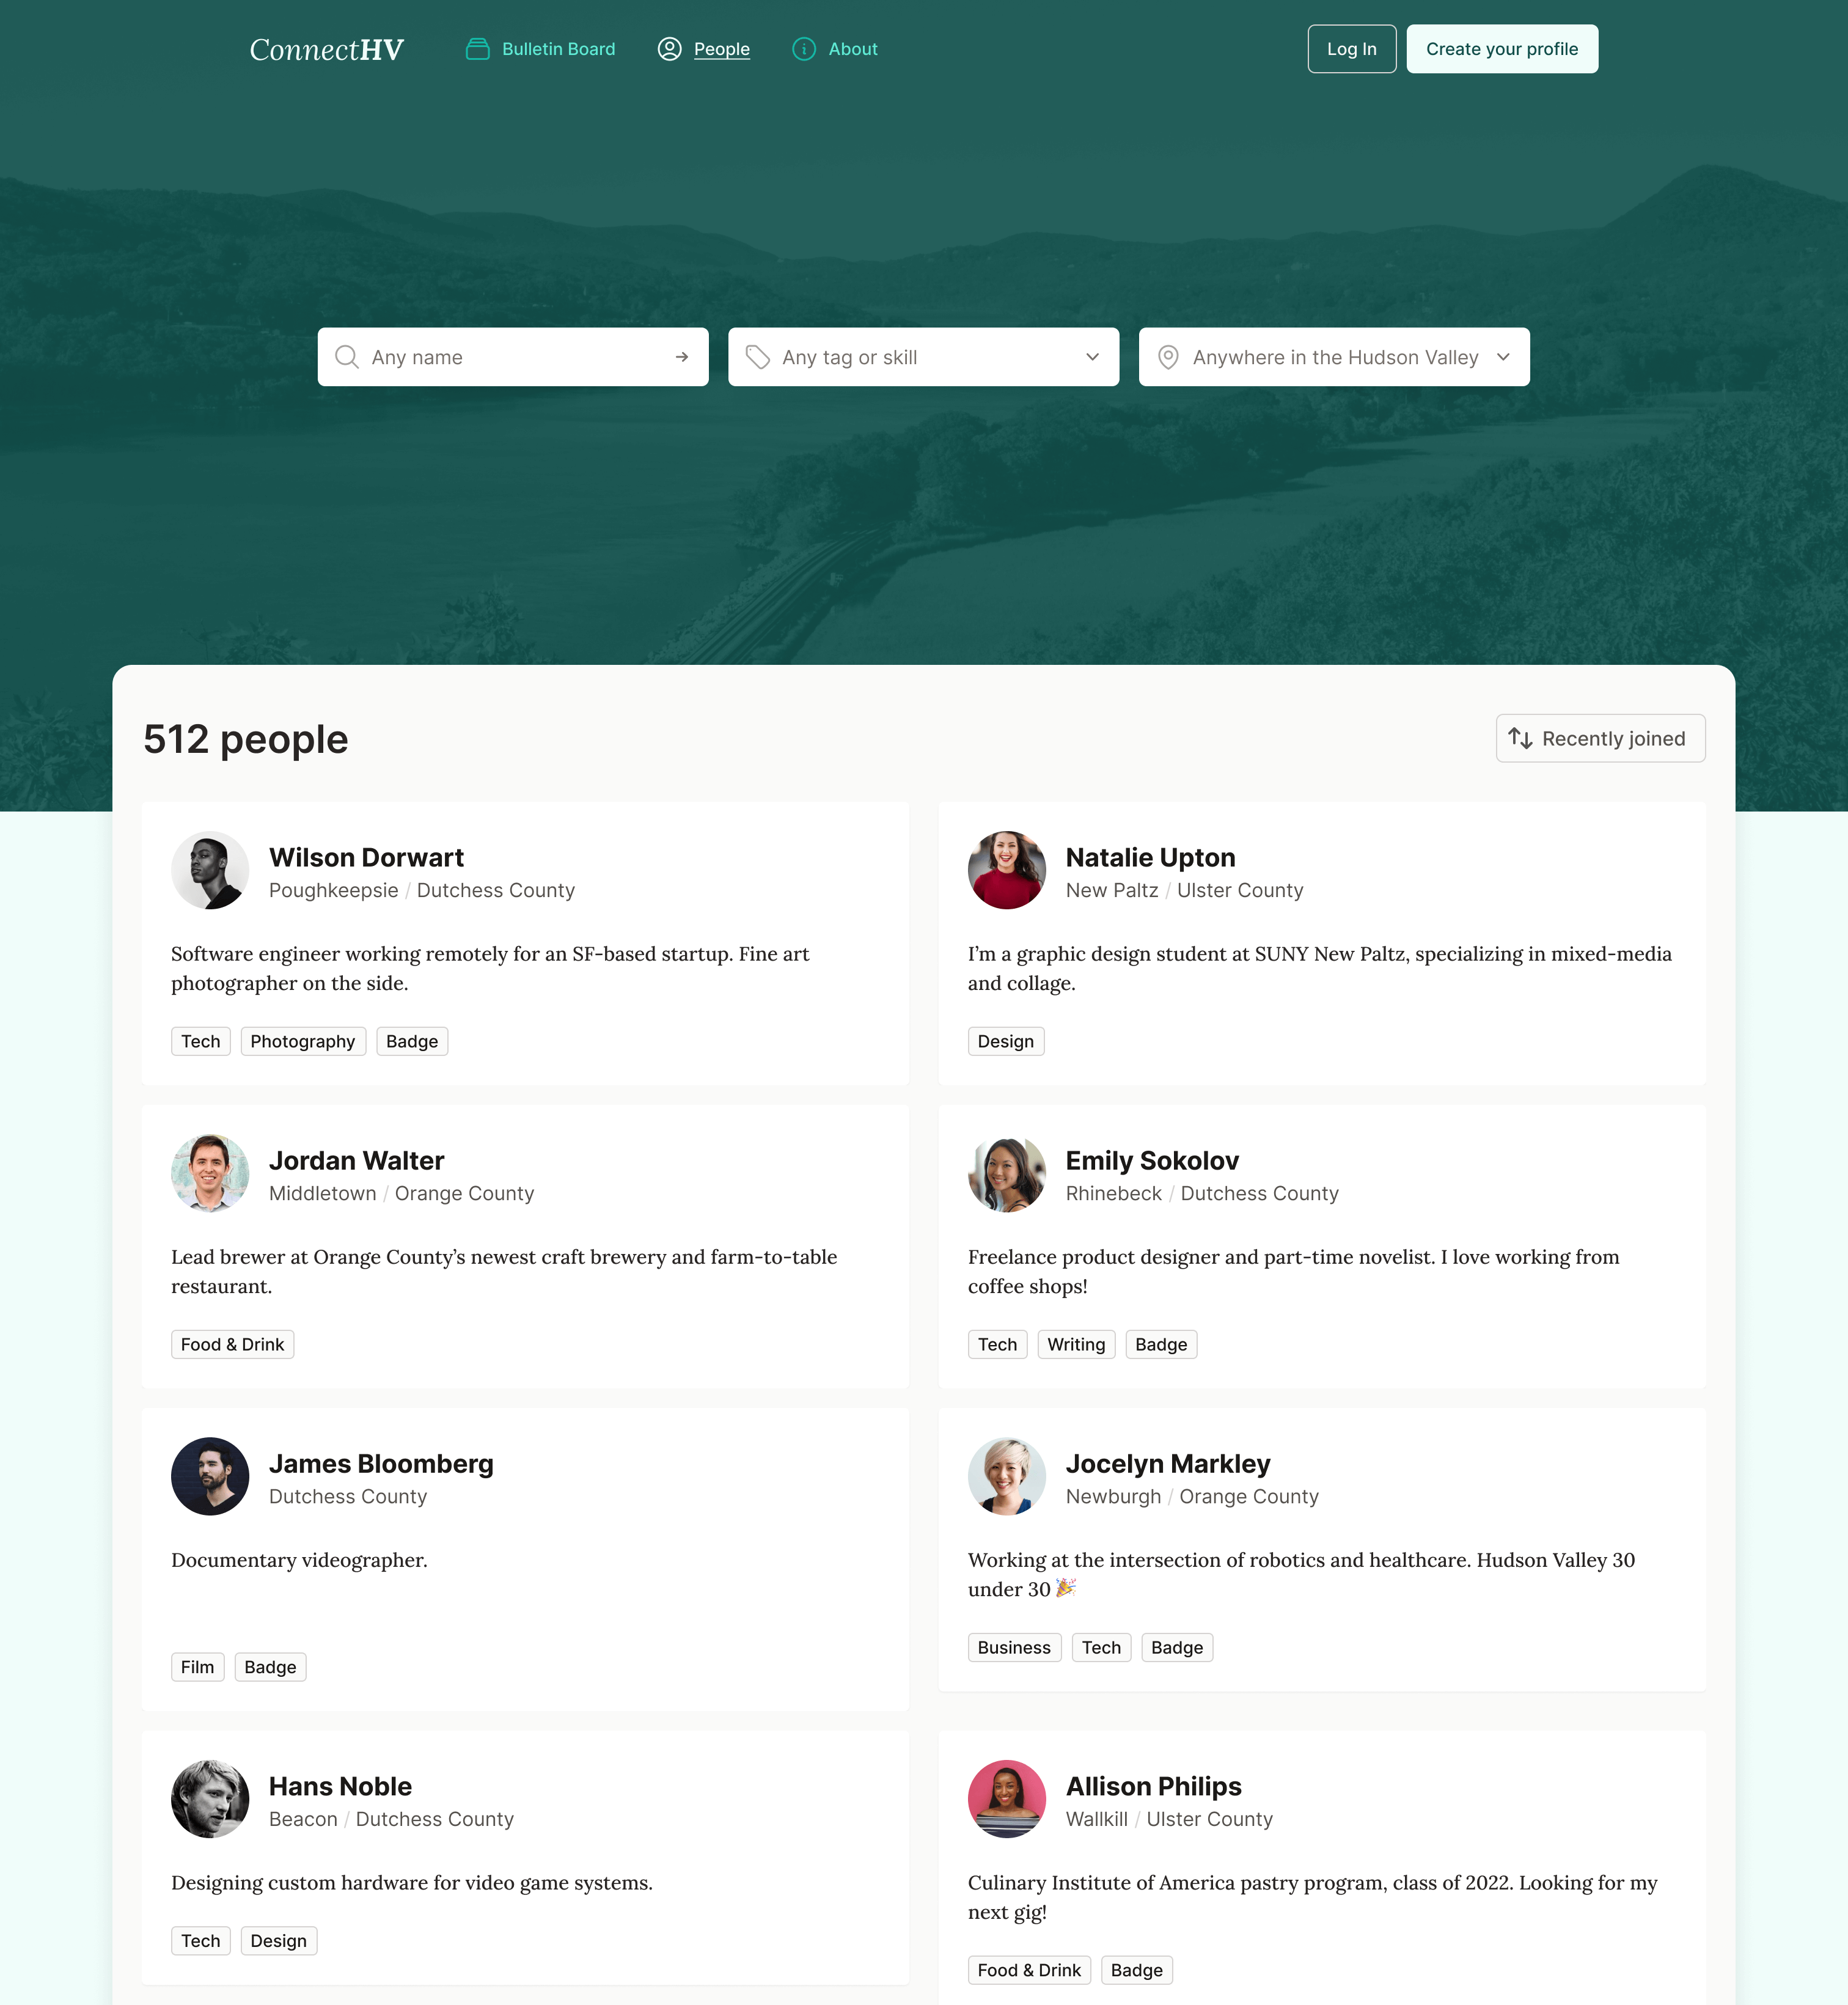 ConnectHV
Bulletin Board
People
About
Log In
Create your profile
Any name
Any tag or skill
Anywhere in the Hudson Valley
512 people
Recently joined
Wilson Dorwart
Poughkeepsie / Dutchess County
Software engineer working remotely for an SF-based startup. Fine art
photographer on the side.
Tech
Photography
Badge
Natalie Upton
New Paltz / Ulster County
I’m a graphic design student at SUNY New Paltz, specializing in mixed-media
and collage.
Design
Jordan Walter
Middletown / Orange County
Lead brewer at Orange County’s newest craft brewery and farm-to-table
restaurant.
Food & Drink
Emily Sokolov
Rhinebeck / Dutchess County
Freelance product designer and part-time novelist. I love working from
coffee shops!
Tech
Writing
Badge
James Bloomberg
Dutchess County
Documentary videographer.
Film
Badge
Jocelyn Markley
Newburgh / Orange County
Working at the intersection of robotics and healthcare. Hudson Valley 30
under 30 🎉
Business
Tech
Badge
Hans Noble
Beacon / Dutchess County
Designing custom hardware for video game systems.
Tech
Design
Allison Philips
Wallkill / Ulster County
Culinary Institute of America pastry program, class of 2022. Looking for my
next gig!
Food & Drink
Badge